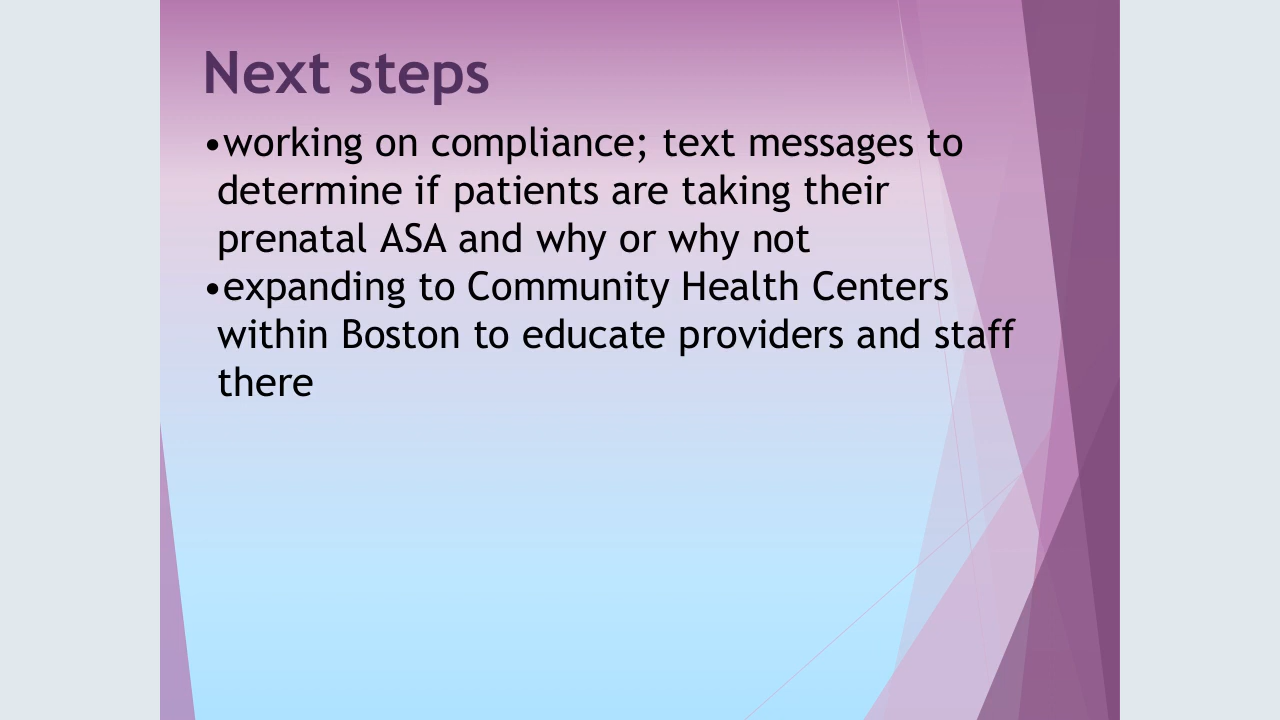 Next steps
•working on compliance; text messages to
determine if patients are taking their
prenatal ASA and why or why not
•expanding to Community Health Centers
within Boston to educate providers and staff
there